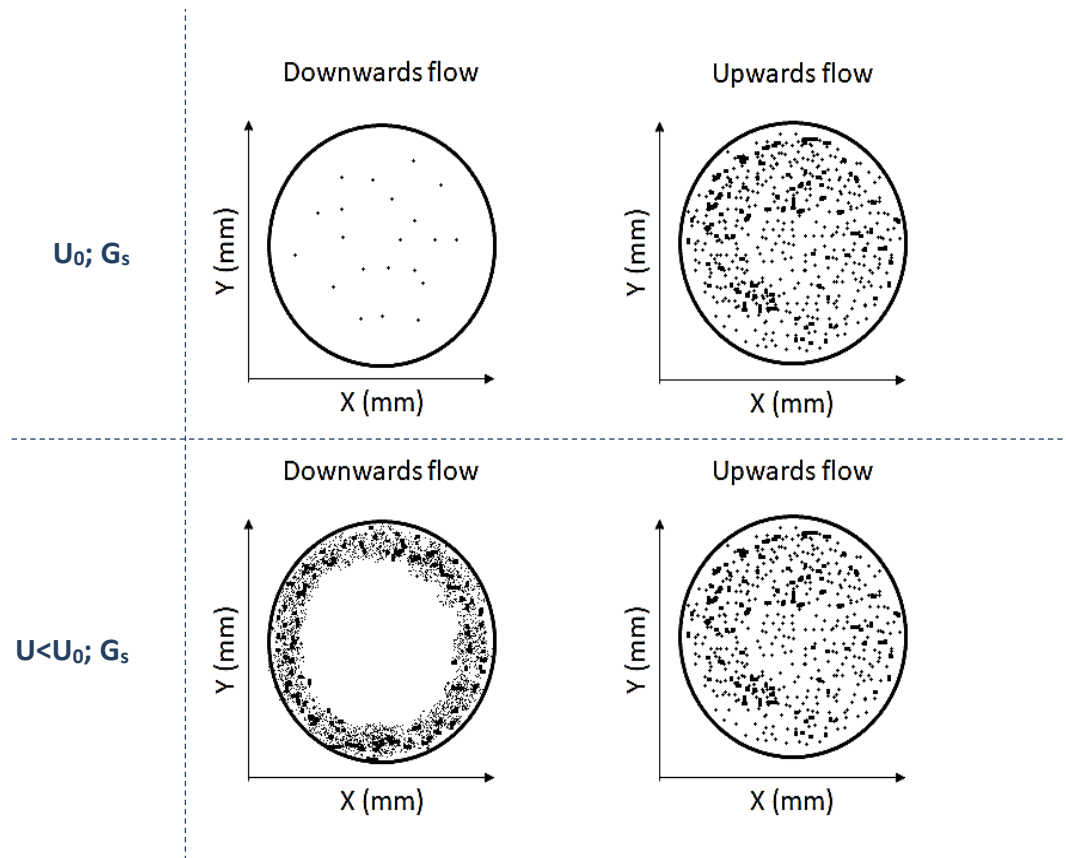 Downwards flow
Upwards flow
U₀; Gₛ
Y (mm)
X (mm)
Y (mm)
X (mm)
Downwards flow
Upwards flow
U<U₀; Gₛ
Y (mm)
X (mm)
Y (mm)
X (mm)